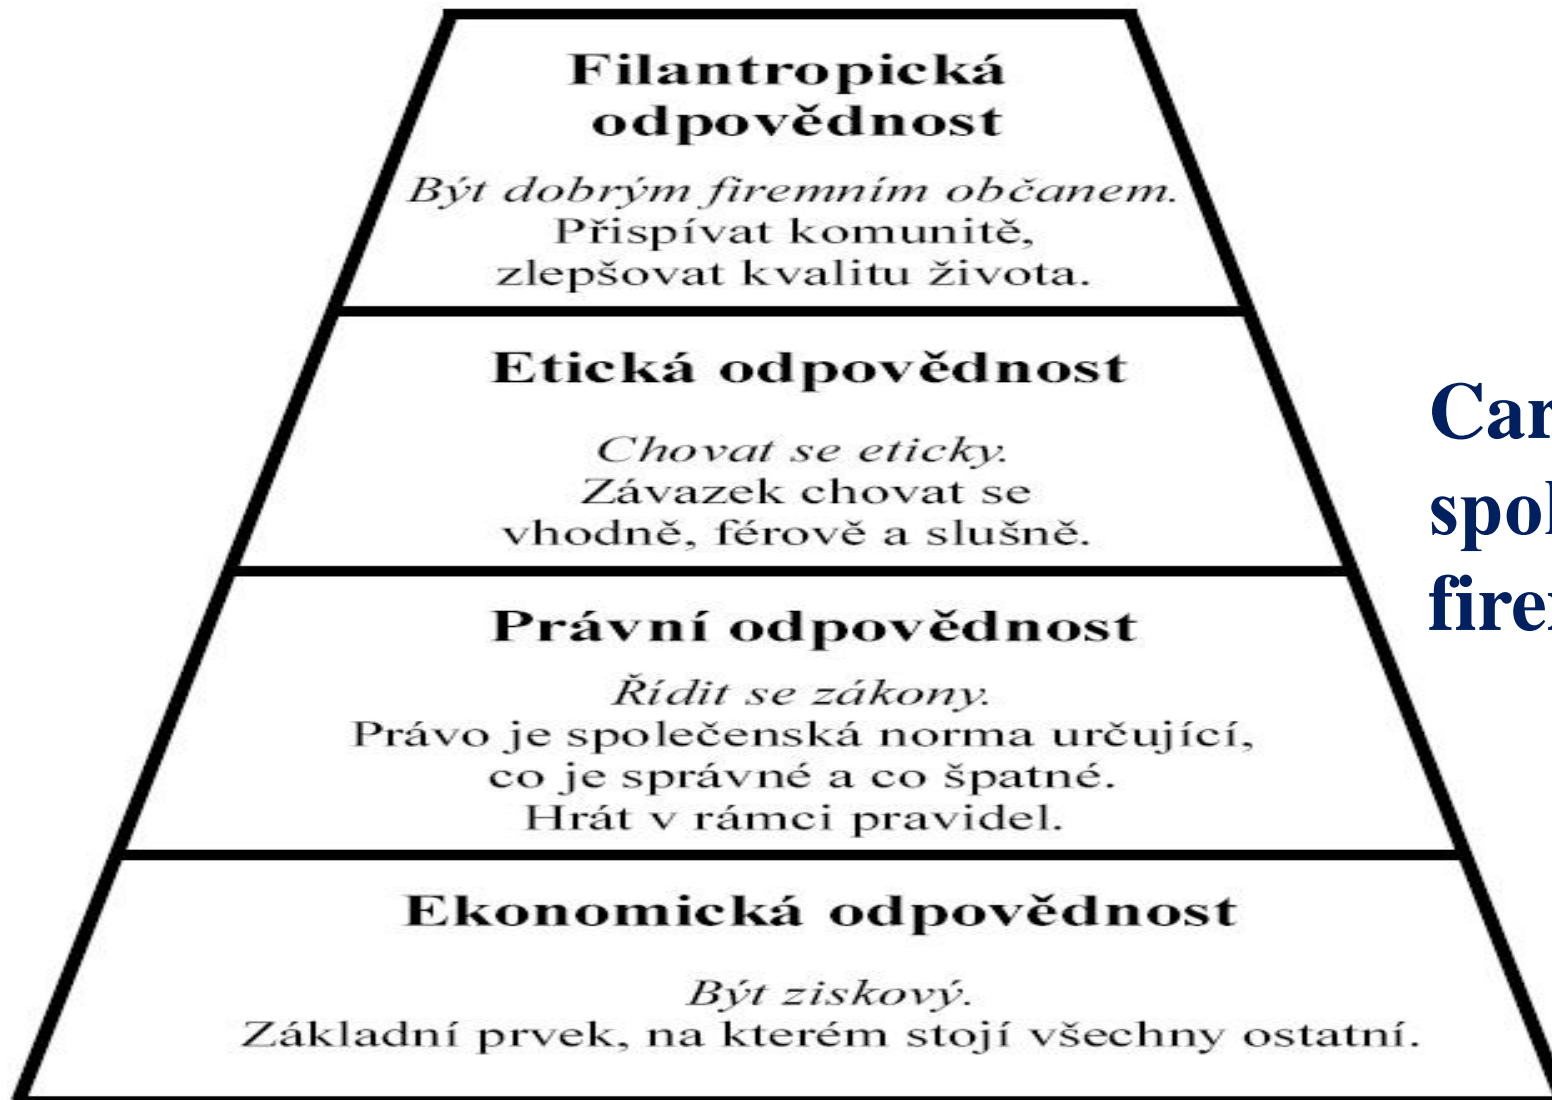 Filantropická
odpovědnost
Být dobrým firemním občanem.
Přispívat komunitě,
zlepšovat kvalitu života.
Etická odpovědnost
Chovat se eticky.
Závazek chovat se
vhodně, férově a slušně.
Právní odpovědnost
Řídit se zákony.
Právo je společenská norma určující,
co je správné a co špatné.
Hrát v rámci pravidel.
Ekonomická odpovědnost
Být ziskový.
Základní prvek, na kterém stojí všechny ostatní.